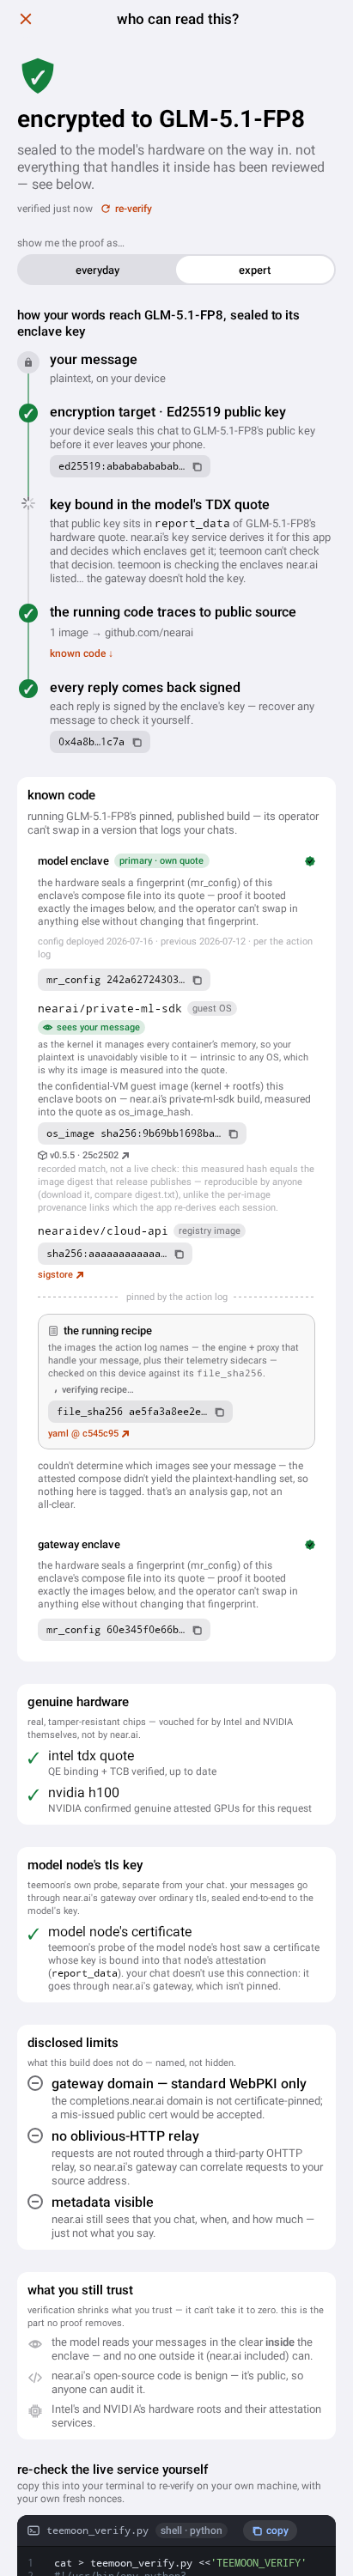 who can read this?
encrypted to GLM-5.1-FP8
sealed to the model's hardware on the way in. not
everything that handles it inside has been review
— see below.
verified just now re-verify
show me the proof as…
everyday
expert
how your words reach GLM-5.1-FP8, sealed to its
enclave key
your message
plaintext, on your device
encryption target · Ed25519 public key
your device seals this chat to GLM-5.1-FP8's public key
before it ever leaves your phone.
ed25519:abababababab…
key bound in the model's TDX quote
that public key sits in report_data of GLM-5.1-FP8's
hardware quote. near.ai's key service derives it for this app
and decides which enclaves get it; teemoon can't check
that decision. teemoon is checking the enclaves near.ai
listed… the gateway doesn't hold the key.
the running code traces to public source
1 image → github.com/nearai
known code ↓
every reply comes back signed
each reply is signed by the enclave's key — recover any
message to check it yourself.
0x4a8b…1c7a
known code
running GLM-5.1-FP8's pinned, published build — its operator
can't swap in a version that logs your chats.
model enclave primary · own quote
the hardware seals a fingerprint (mr_config) of this
enclave's compose file into its quote — proof it booted
exactly the images below, and the operator can't swap in
anything else without changing that fingerprint.
config deployed 2026-07-16 · previous 2026-07-12 · per the action
log
mr_config 242a62724303…
nearai/private-ml-sdk guest OS
sees your message
as the kernel it manages every container's memory, so your
plaintext is unavoidably visible to it — intrinsic to any OS, which
is why its image is measured into the quote.
the confidential-VM guest image (kernel + rootfs) this
enclave boots on — near.ai's private-ml-sdk build, measured
into the quote as os_image_hash.
os_image sha256:9b69bb1698ba…
v0.5.5 · 25c2502 ↗
recorded match, not a live check: this measured hash equals the
image digest that release publishes — reproducible by anyone
(download it, compare digest.txt), unlike the per-image
provenance links which the app re-derives each session.
nearaidev/cloud-api registry image
sha256:aaaaaaaaaaaa…
sigstore ↗
pinned by the action log
the running recipe
the images the action log names — the engine + proxy that
handle your message, plus their telemetry sidecars —
checked on this device against its file_sha256.
verifying recipe…
file_sha256 ae5fa3a8ee2e…
yaml @ c545c95 ↗
couldn't determine which images see your message — the
attested compose didn't yield the plaintext-handling set, so
nothing here is tagged. that's an analysis gap, not an
all-clear.
gateway enclave
the hardware seals a fingerprint (mr_config) of this
enclave's compose file into its quote — proof it booted
exactly the images below, and the operator can't swap in
anything else without changing that fingerprint.
mr_config 60e345f0e66b…
genuine hardware
real, tamper-resistant chips — vouched for by Intel and NVIDIA
themselves, not by near.ai.
intel tdx quote
QE binding + TCB verified, up to date
nvidia h100
NVIDIA confirmed genuine attested GPUs for this request
model node's tls key
teemoon's own probe, separate from your chat. your messages go
through near.ai's gateway over ordinary tls, sealed end-to-end to the
model's key.
model node's certificate
teemoon's probe of the model node's host saw a certificate
whose key is bound into that node's attestation
(report_data). your chat doesn't use this connection: it
goes through near.ai's gateway, which isn't pinned.
disclosed limits
what this build does not do — named, not hidden.
gateway domain — standard WebPKI only
the completions.near.ai domain is not certificate-pinned;
a mis-issued public cert would be accepted.
no oblivious-HTTP relay
requests are not routed through a third-party OHTTP
relay, so near.ai's gateway can correlate requests to your
source address.
metadata visible
near.ai still sees that you chat, when, and how much —
just not what you say.
what you still trust
verification shrinks what you trust — it can't take it to zero. this is the
part no proof removes.
the model reads your messages in the clear inside the
enclave — and no one outside it (near.ai included) can.
near.ai's open-source code is benign — it's public, so
anyone can audit it.
Intel's and NVIDIA's hardware roots and their attestation
services.
re-check the live service yourself
copy this into your terminal to re-verify on your own machine, with
your own fresh nonces.
teemoon_verify.py shell · python copy
1 cat > teemoon_verify.py <<'TEEMOON_VERIFY'